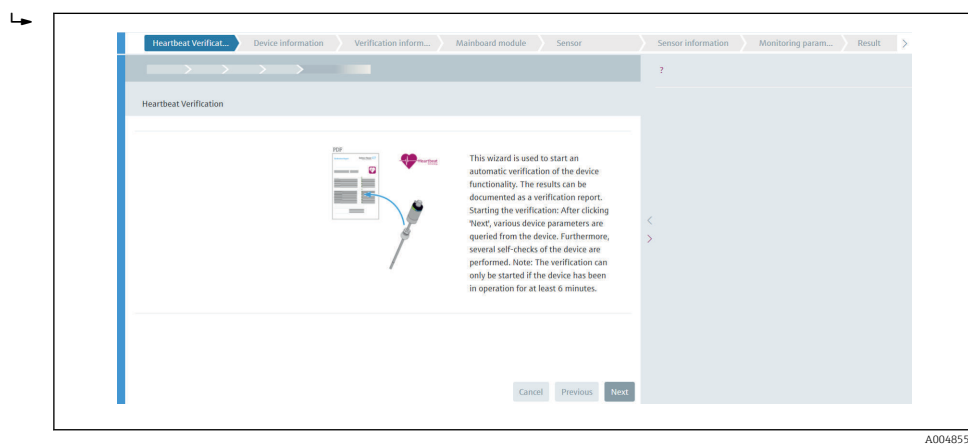 Heartbeat Verificat...
Device information
Verification inform...
Mainboard module
Sensor
Sensor information
Monitoring param...
Result
?
Heartbeat Verification
PDF
Heartbeat
This wizard is used to start an
automatic verification of the device
functionality. The results can be
documented as a verification report.
Starting the verification: After clicking
'Next', various device parameters are
queried from the device. Furthermore,
several self-checks of the device are
performed. Note: The verification can
only be started if the device has been
in operation for at least 6 minutes.
Cancel
Previous
Next
A004855